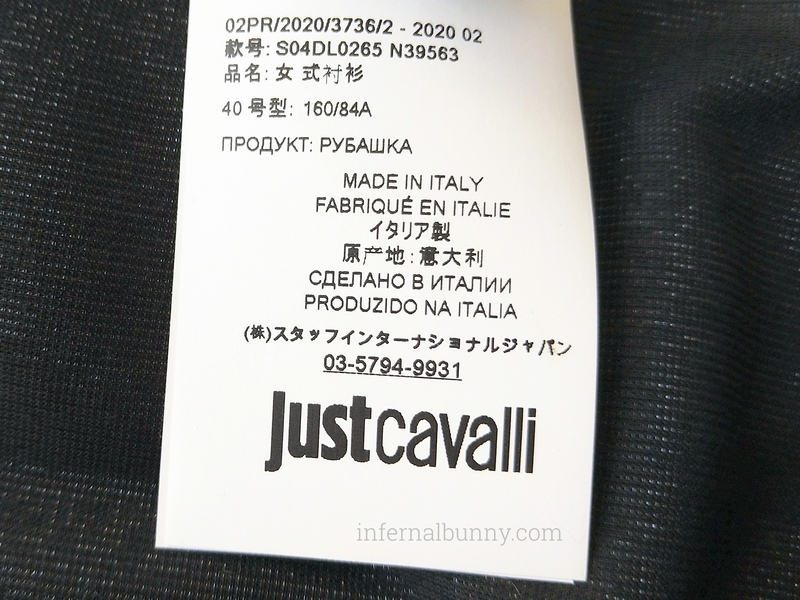 02PR/2020/3736/2 - 2020 02
款号: S04DL0265 N39563
品名: 女 式衬衫
40 号型: 160/84A
ПРОДУКТ: РУБАШКА
MADE IN ITALY
FABRIQUÉ EN ITALIE
イタリア製
原产地: 意大利
СДЕЛАНО В ИТАЛИИ
PRODUZIDO NA ITALIA
(株)スタッフインターナショナルジャパン
03-5794-9931
justcavalli
infernalbunny.com